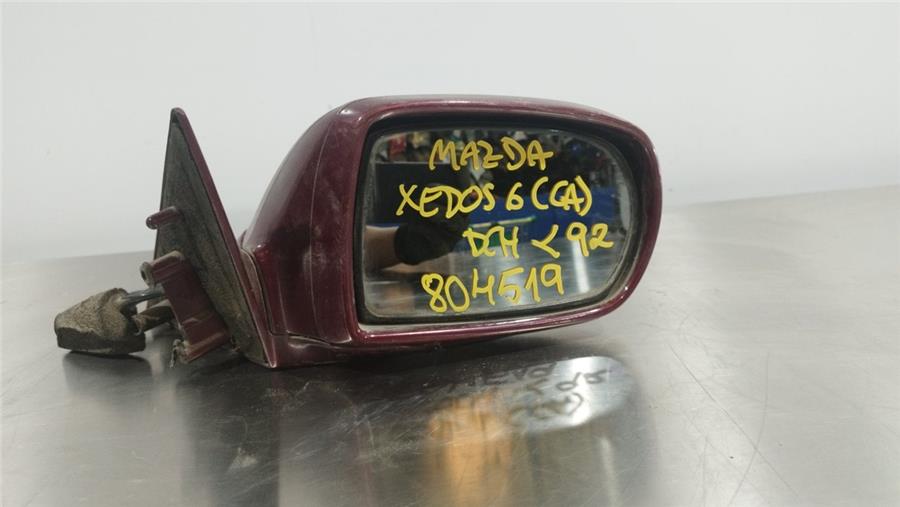 MAZDA
XEDOS 6 (CA)
DCH < 92
804519